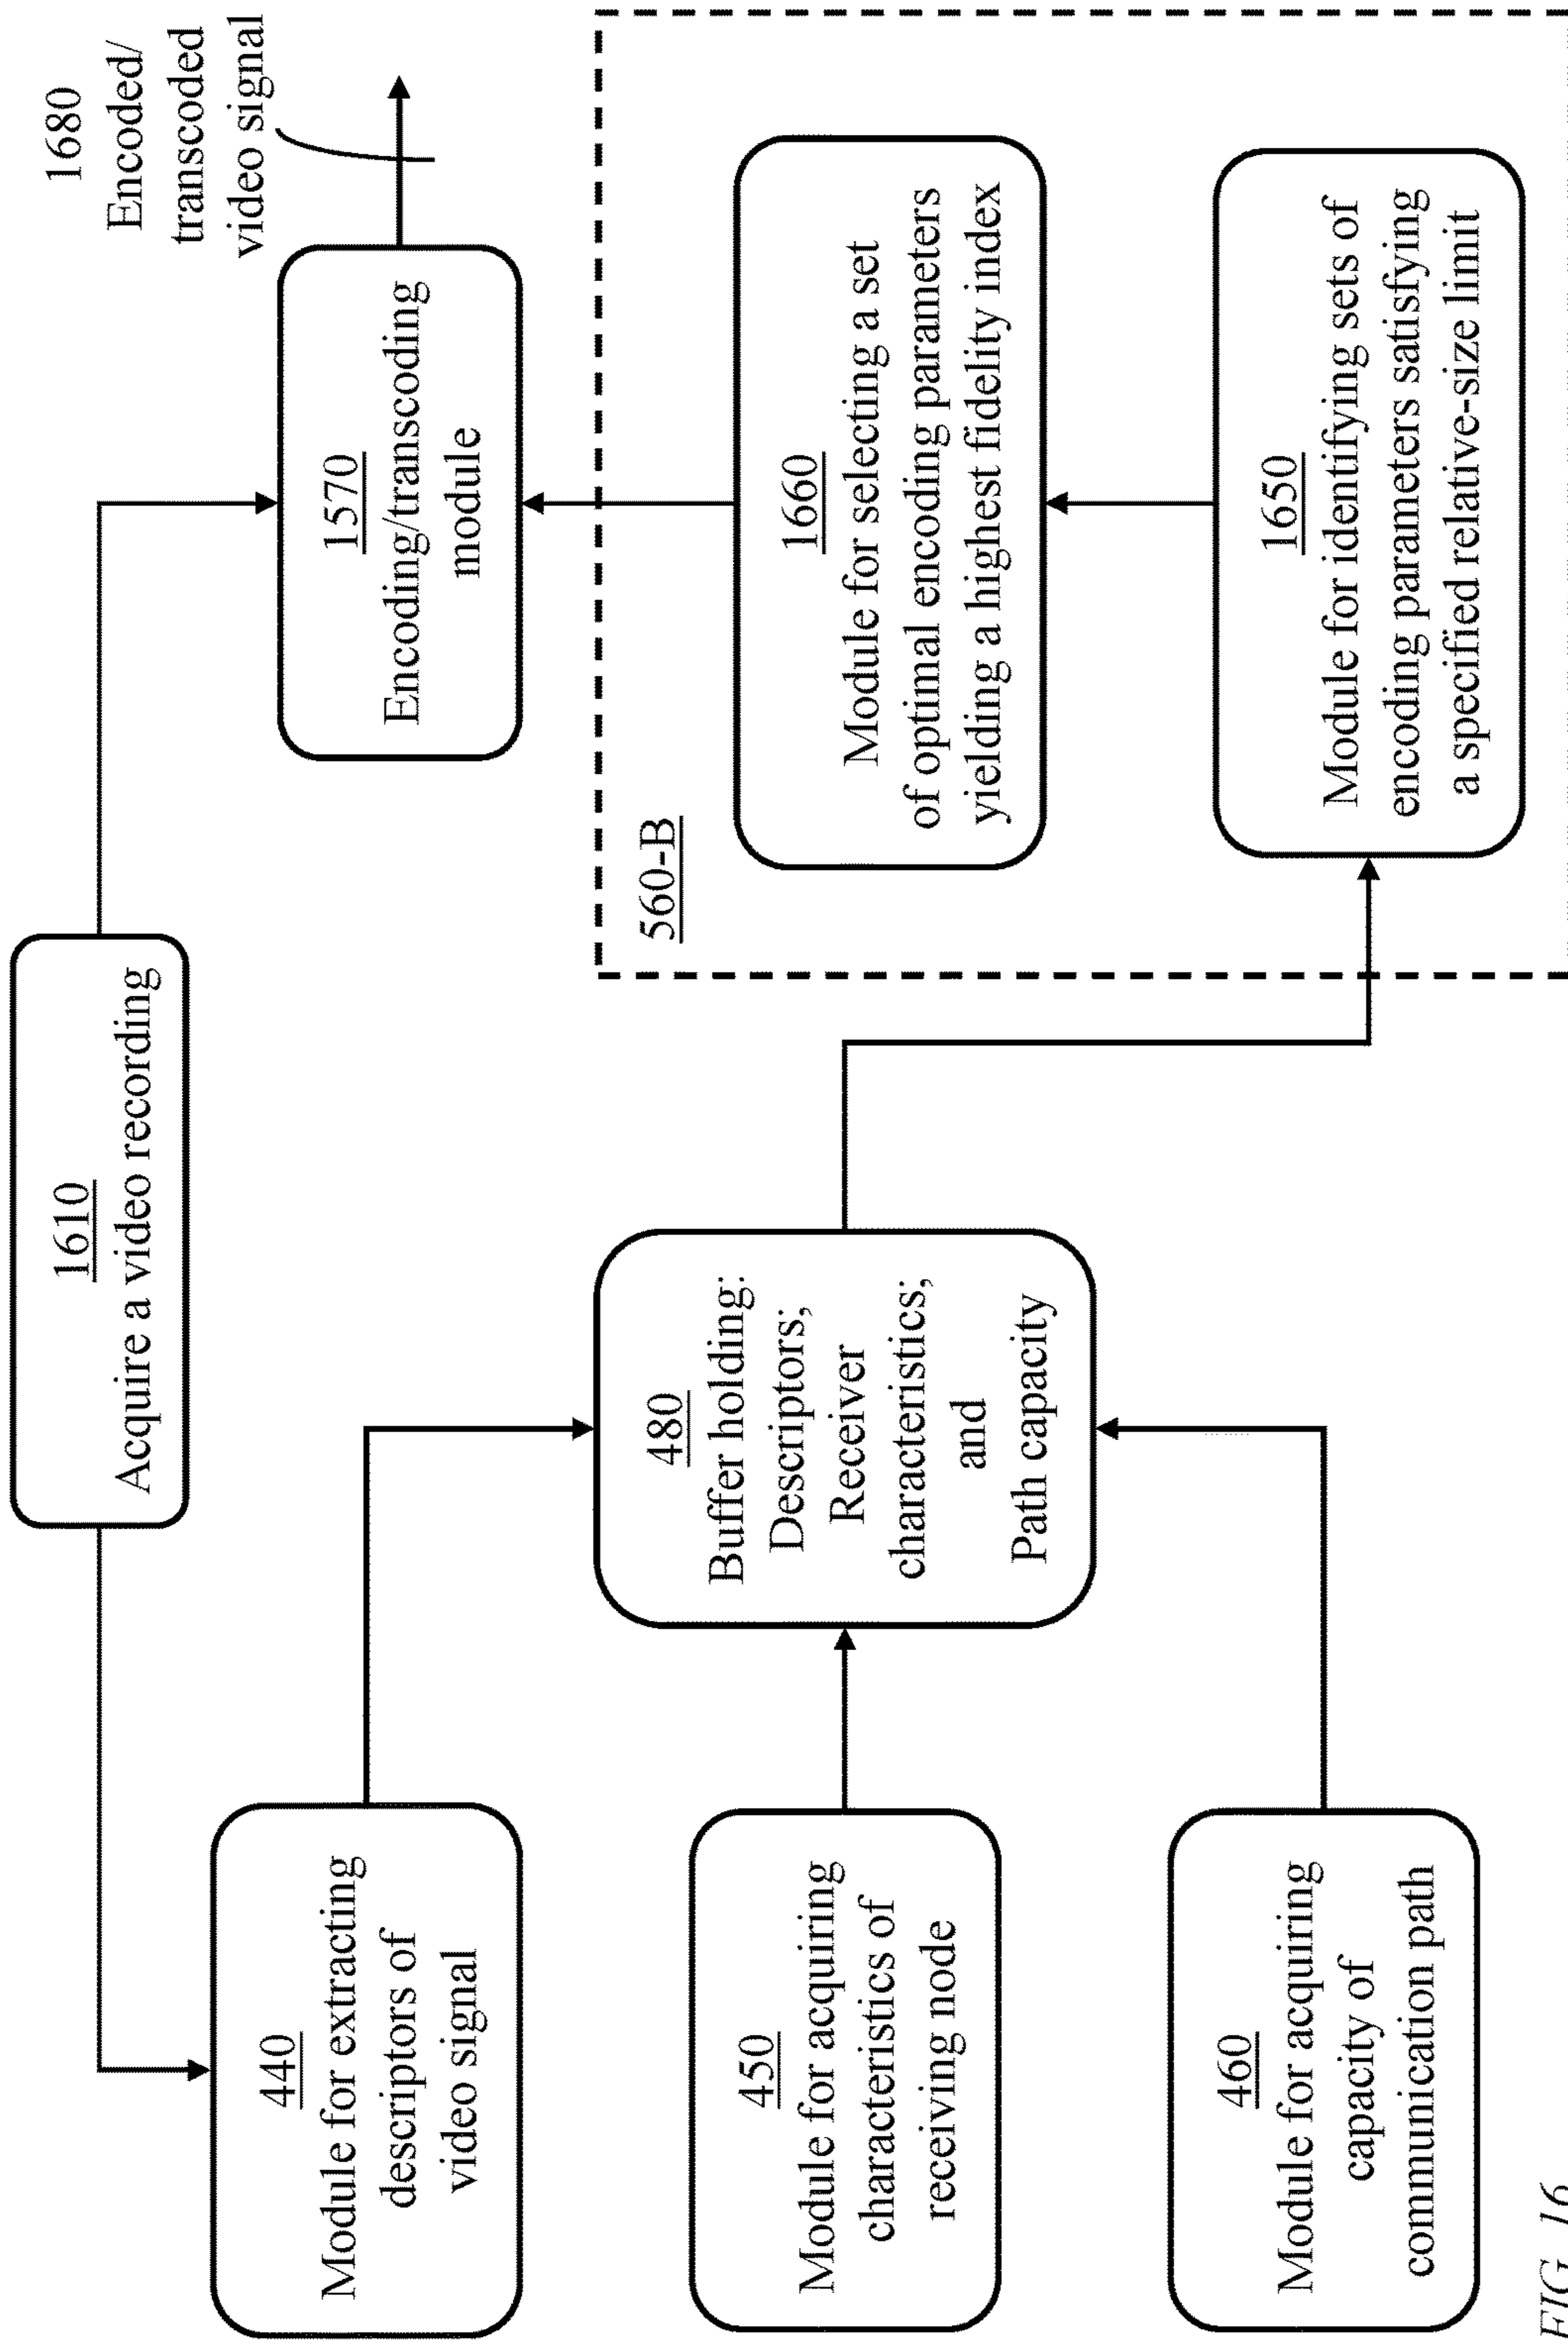 1610
Acquire a video recording
1680
Encoded/
transcoded
video signal
440
Module for extracting
descriptors of
video signal
1570
Encoding/transcoding
module
450
Module for acquiring
characteristics of
receiving node
480
Buffer holding:
Descriptors;
Receiver
characteristics;
and
Path capacity
560-B
1660
Module for selecting a set
of optimal encoding parameters
yielding a highest fidelity index
460
Module for acquiring
capacity of
communication path
1650
Module for identifying sets of
encoding parameters satisfying
a specified relative-size limit
FIG. 16